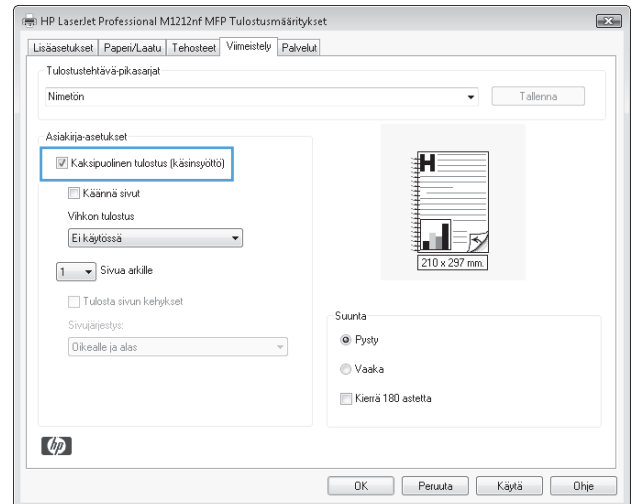 HP LaserJet Professional M1212nf MFP Tulostusmääritykset
Lisäasetukset Paperi/Laatu Tehosteet Viimeistely Palvelut
Tulostustehtävä-pikasarjat
Nimetön Tallenna
Asiakirja-asetukset
Kaksipuolinen tulostus (käsinsyöttö)
Käännä sivut
Vihkon tulostus
Ei käytössä
1 Sivua arkille
Tulosta sivun kehykset
Sivujärjestys:
Oikealle ja alas
H
210 x 297 mm.
Suunta
Pysty
Vaaka
Kierrä 180 astetta
hp
OK Peruuta Käytä Ohje